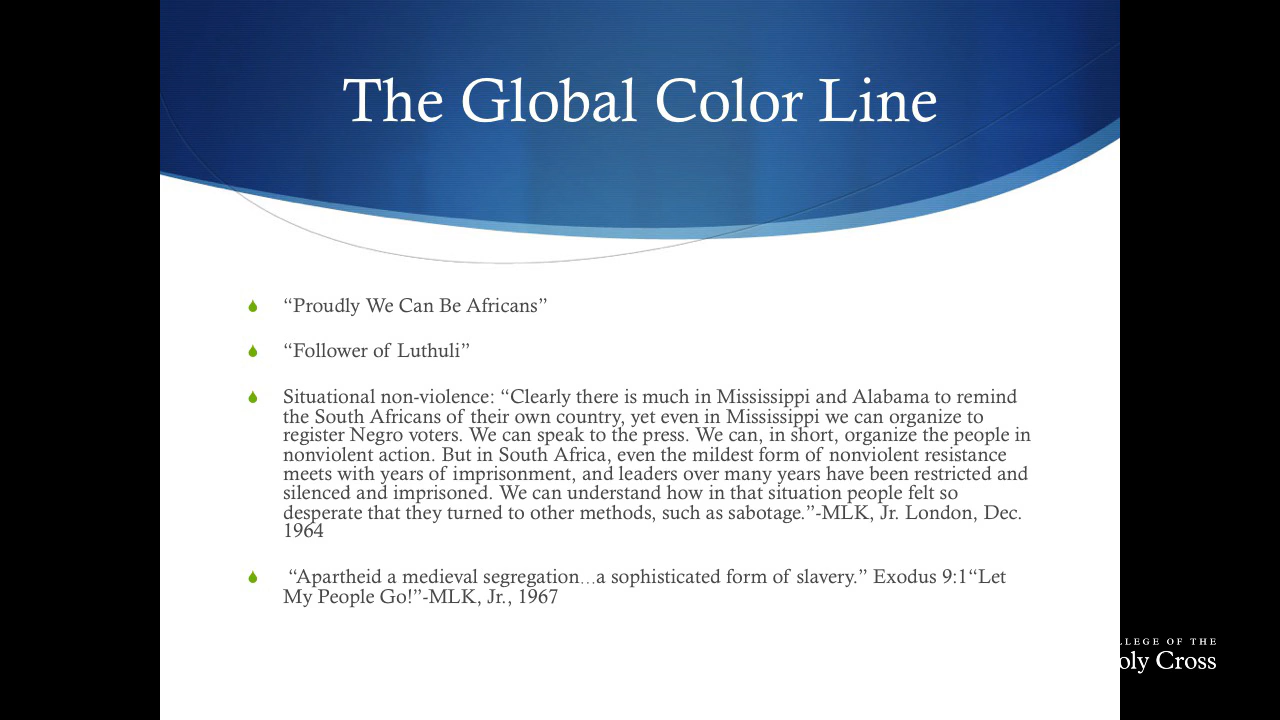 The Global Color Line
“Proudly We Can Be Africans”
“Follower of Luthuli”
Situational non-violence: “Clearly there is much in Mississippi and Alabama to remind
the South Africans of their own country, yet even in Mississippi we can organize to
register Negro voters. We can speak to the press. We can, in short, organize the people in
nonviolent action. But in South Africa, even the mildest form of nonviolent resistance
meets with years of imprisonment, and leaders over many years have been restricted and
silenced and imprisoned. We can understand how in that situation people felt so
desperate that they turned to other methods, such as sabotage.”-MLK, Jr. London, Dec.
1964
“Apartheid a medieval segregation…a sophisticated form of slavery.” Exodus 9:1“Let
My People Go!”-MLK, Jr., 1967
LLEGE OF THE
oly Cross